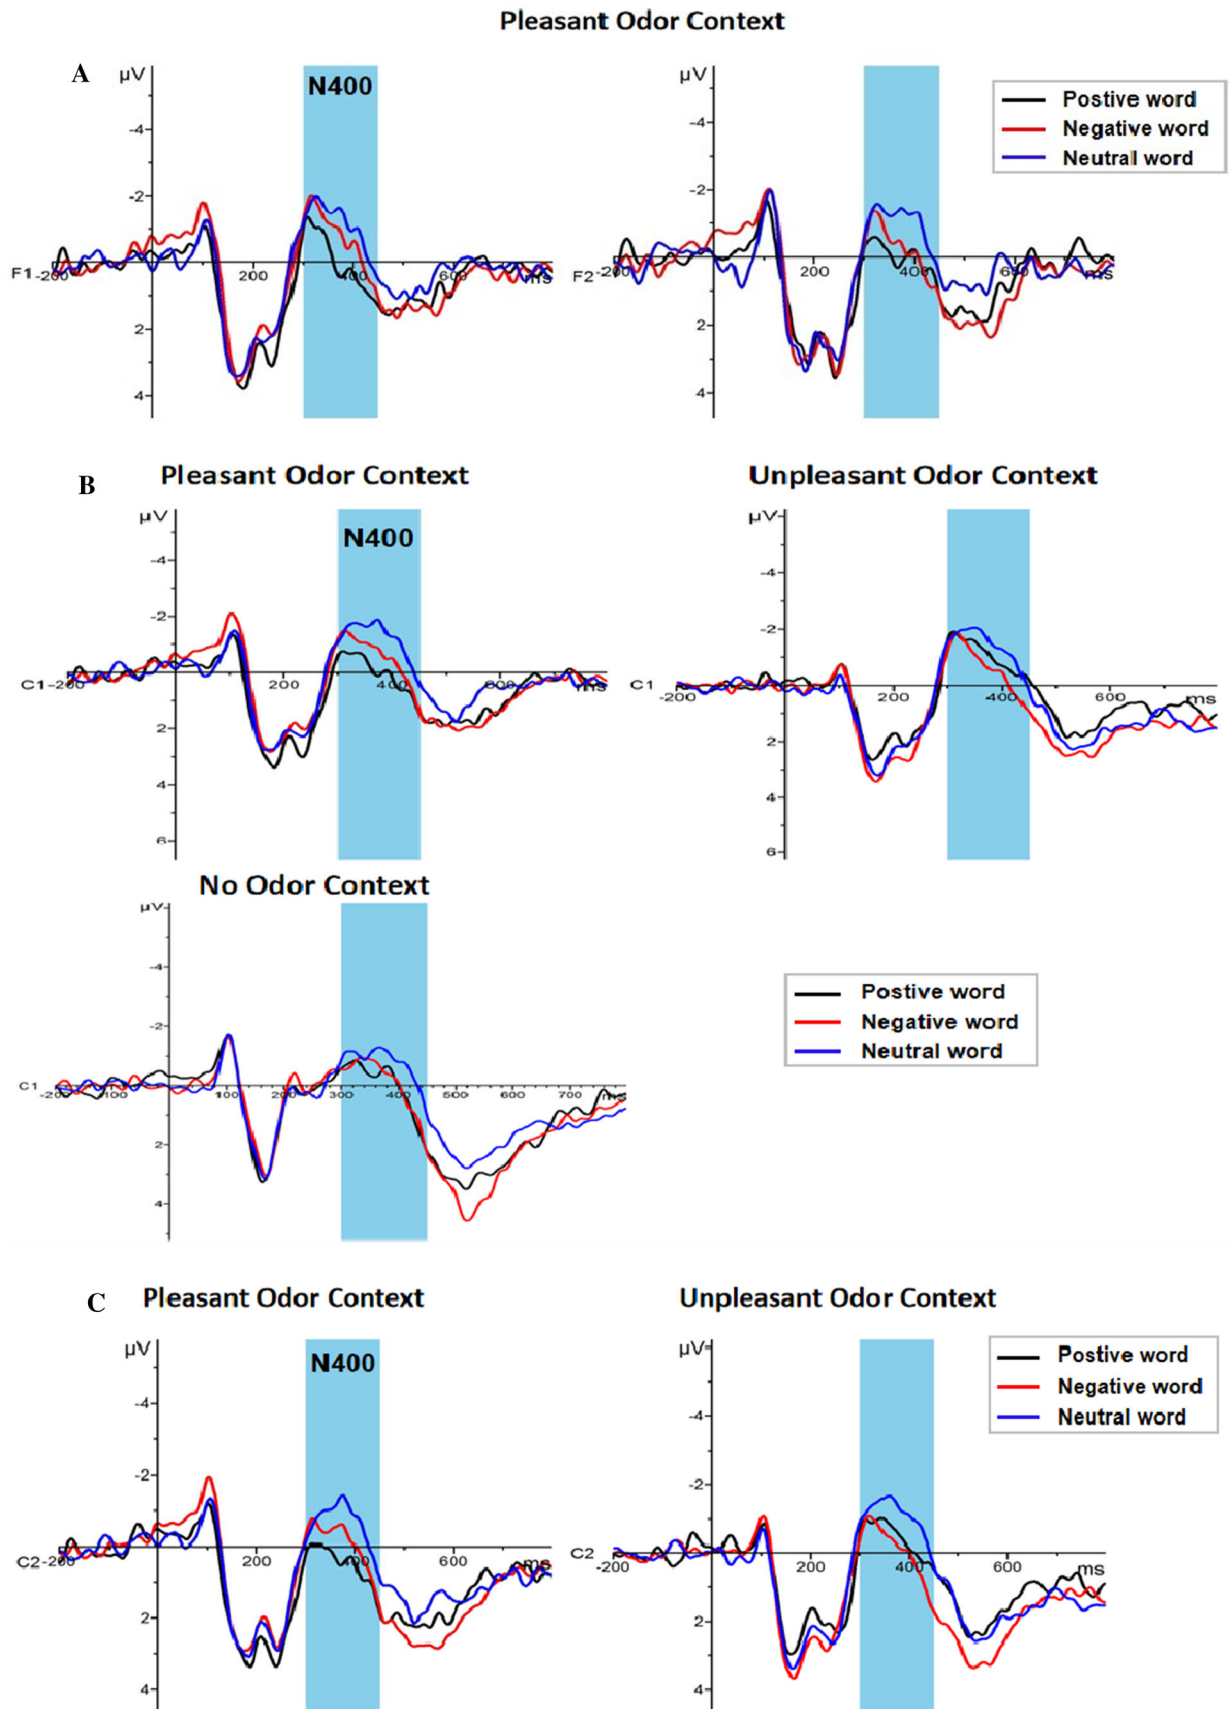 Pleasant Odor Context
A
µV
N400
-4
-2
2
4
F1
-200
200
400
600
ms
µV
-4
-2
2
4
F2
-200
200
400
600
ms
Postive word
Negative word
Neutral word
B
Pleasant Odor Context
Unpleasant Odor Context
µV
N400
-4
-2
2
4
6
C1
-200
200
400
600
ms
µV
-4
-2
2
4
6
C1
-200
200
400
600
ms
No Odor Context
µV
-4
-2
2
4
C1
-200
-100
100
200
300
400
500
600
700
ms
Postive word
Negative word
Neutral word
C
Pleasant Odor Context
Unpleasant Odor Context
µV
N400
-4
-2
2
4
C2
-200
200
400
600
ms
µV
-4
-2
2
4
C2
-200
200
400
600
ms
Postive word
Negative word
Neutral word